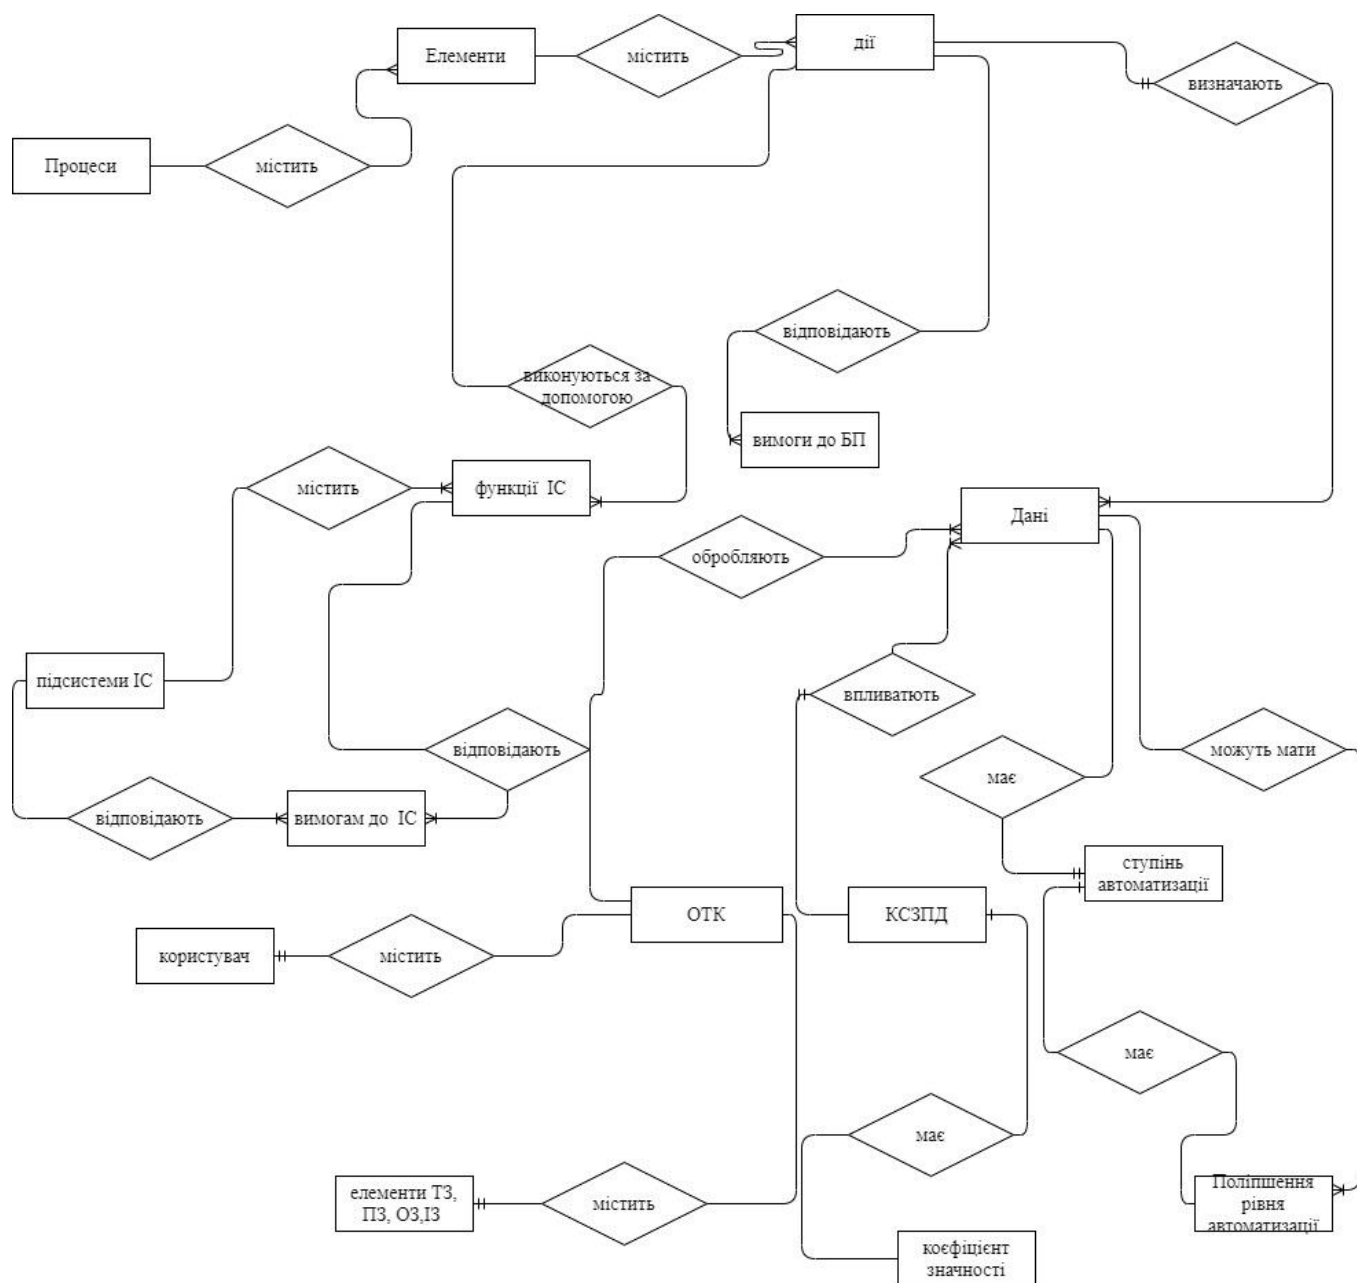 Елементи
містить
дії
визначають
Процеси
містить
відповідають
виконуються за
допомогою
вимоги до БП
містить
функції ІС
Дані
обробляють
підсистеми ІС
впливатють
відповідають
можуть мати
має
відповідають
вимогам до ІС
ступінь
автоматизації
ОТК
КСЗПД
користувач
містить
має
має
елементи ТЗ,
ПЗ, ОЗ,ІЗ
містить
Поліпшення
рівня
автоматизації
коєфіцієнт
значності